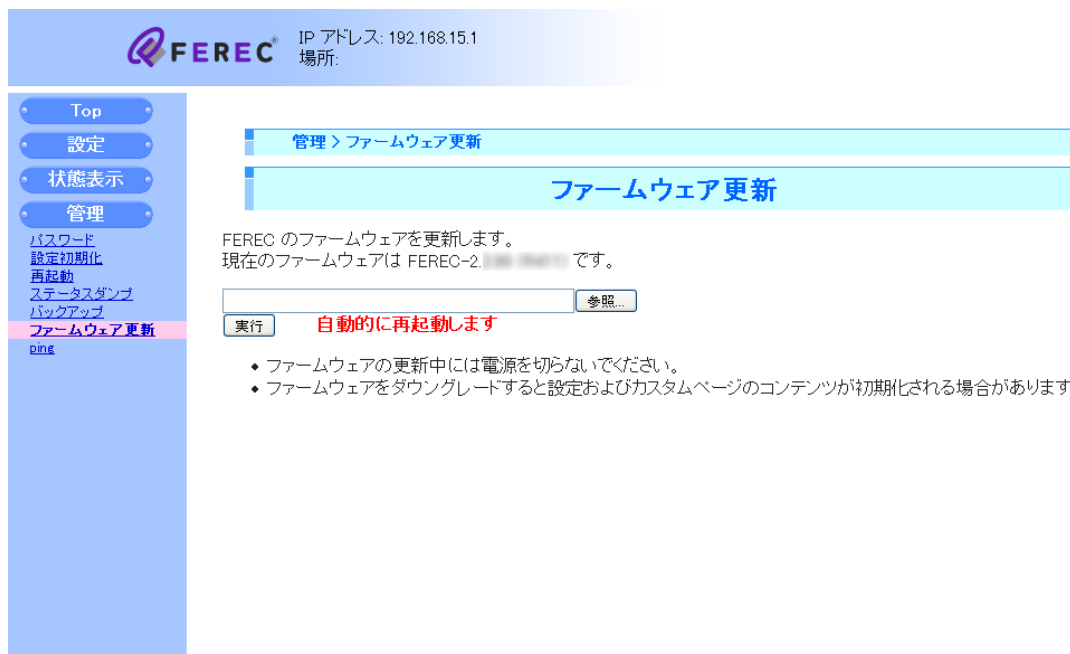 FEREC®
IP アドレス: 192.168.15.1
場所:
Top
設定
状態表示
管理
パスワード
設定初期化
再起動
ステータスダンプ
バックアップ
ファームウェア更新
ping
管理 > ファームウェア更新
ファームウェア更新
FEREC のファームウェアを更新します。
現在のファームウェアは FEREC-2. です。
参照...
実行 自動的に再起動します
• ファームウェアの更新中には電源を切らないでください。
• ファームウェアをダウングレードすると設定およびカスタムページのコンテンツが初期化される場合があります